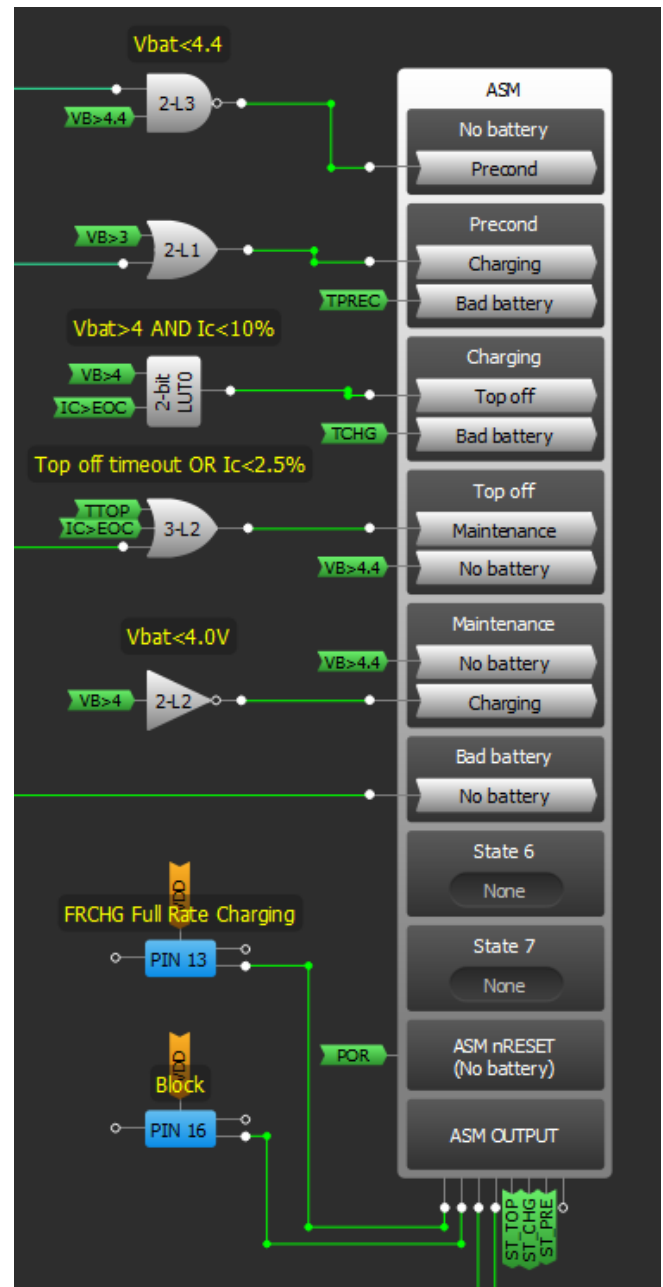 Vbat<4.4
ASM
2-L3
VB>4.4
No battery
Precond
Precond
VB>3
2-L1
Charging
TPREC
Bad battery
Vbat>4 AND Ic<10%
Charging
VB>4
2-bit
LUT0
IC>EOC
Top off
TCHG
Bad battery
Top off timeout OR Ic<2.5%
Top off
TTOP
IC>EOC
3-L2
Maintenance
VB>4.4
No battery
Vbat<4.0V
Maintenance
VB>4.4
No battery
VB>4
2-L2
Charging
Bad battery
No battery
State 6
None
VDD
FRCHG Full Rate Charging
PIN 13
State 7
None
POR
ASM nRESET
(No battery)
VDD
Block
PIN 16
ASM OUTPUT
ST_TOP
ST_CHG
ST_PRE